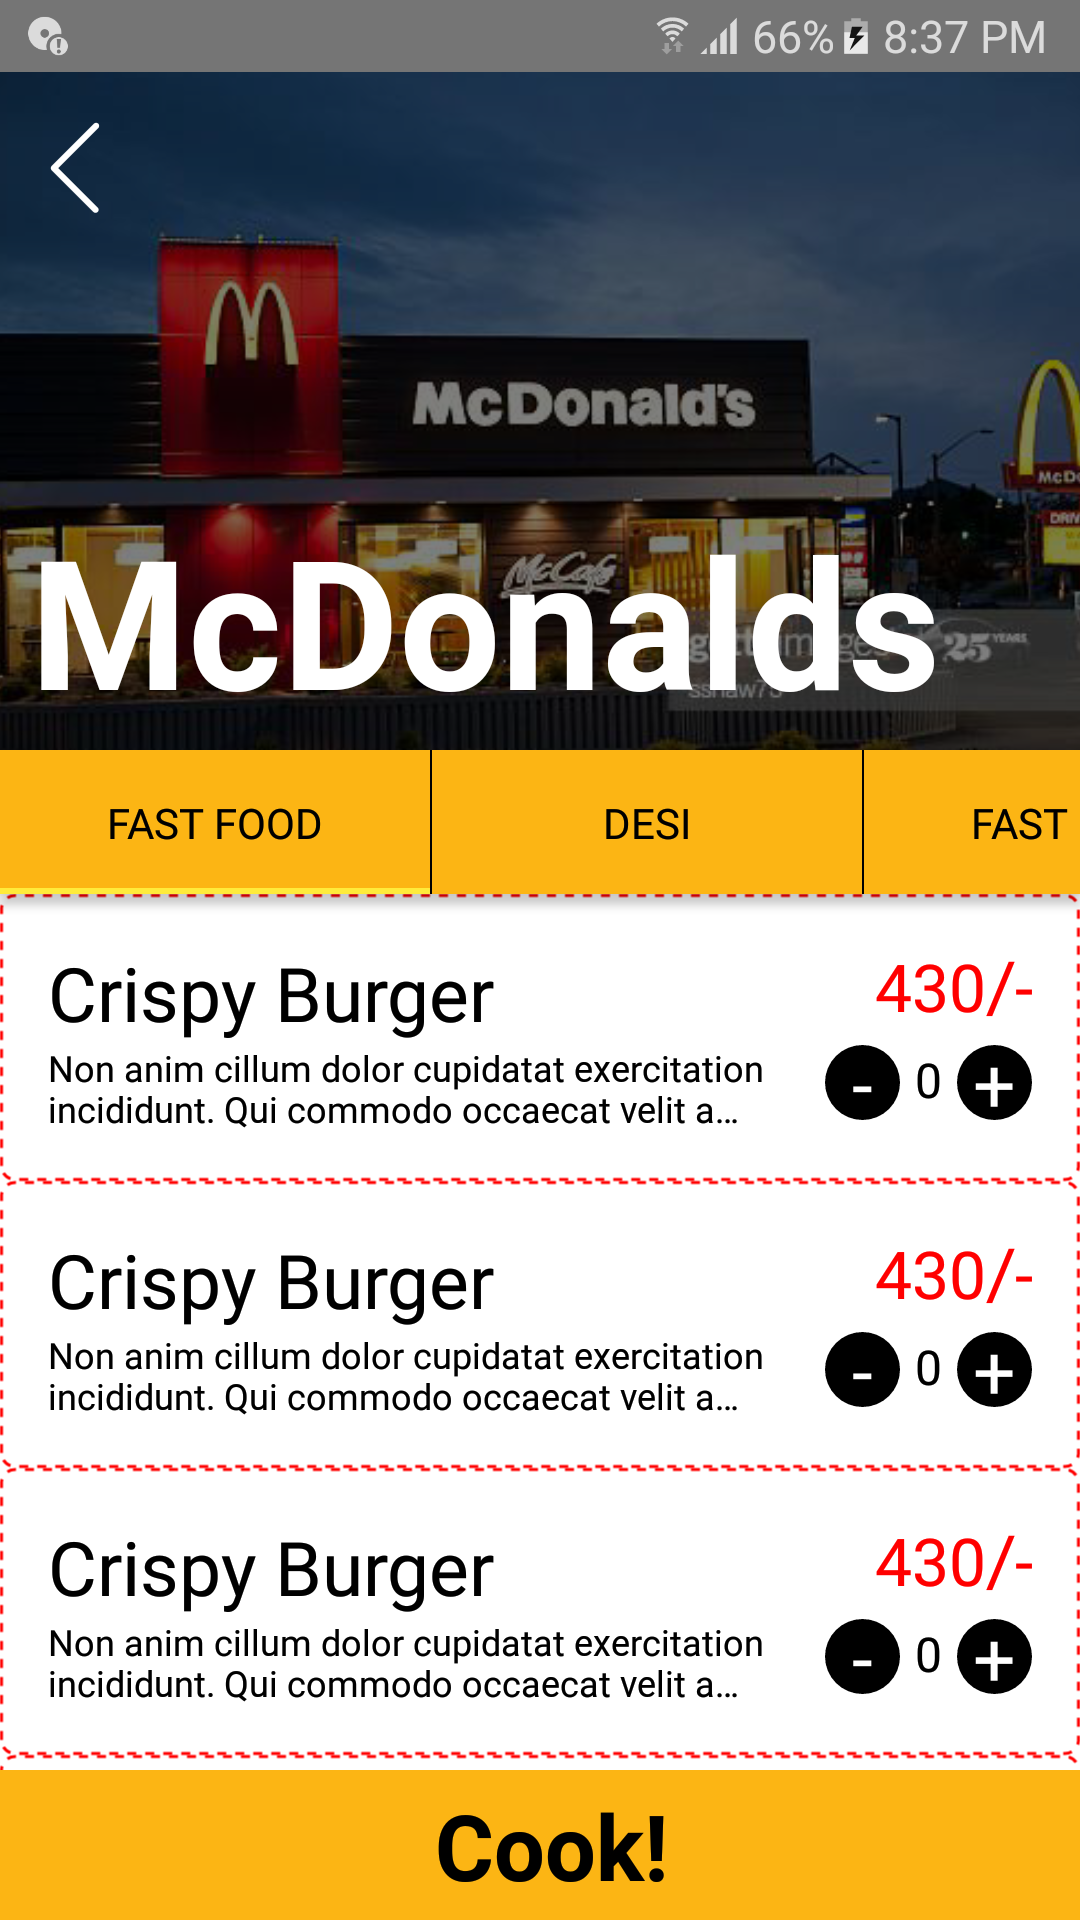 66% 8:37 PM
McDonald's
McD
DRIV
McCafé
McDonalds
25 YEARS
FAST FOOD
DESI
FAST
Crispy Burger
430/-
Non anim cillum dolor cupidatat exercitation
incididunt. Qui commodo occaecat velit a...
- 0 +
Crispy Burger
430/-
Non anim cillum dolor cupidatat exercitation
incididunt. Qui commodo occaecat velit a...
- 0 +
Crispy Burger
430/-
Non anim cillum dolor cupidatat exercitation
incididunt. Qui commodo occaecat velit a...
- 0 +
Cook!